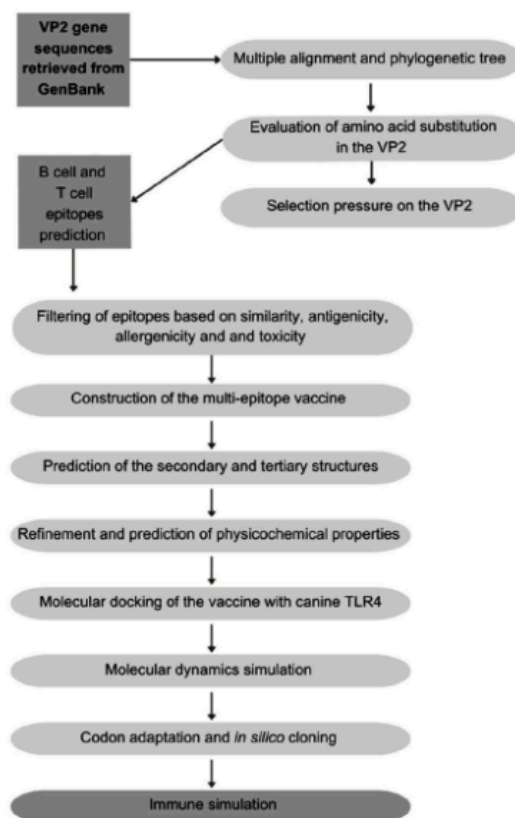 VP2 gene
sequences
retrieved from
GenBank
Multiple alignment and phylogenetic tree
Evaluation of amino acid substitution
in the VP2
B cell and
T cell
epitopes
prediction
Selection pressure on the VP2
Filtering of epitopes based on similarity, antigenicity,
allergenicity and and toxicity
Construction of the multi-epitope vaccine
Prediction of the secondary and tertiary structures
Refinement and prediction of physicochemical properties
Molecular docking of the vaccine with canine TLR4
Molecular dynamics simulation
Codon adaptation and in silico cloning
Immune simulation